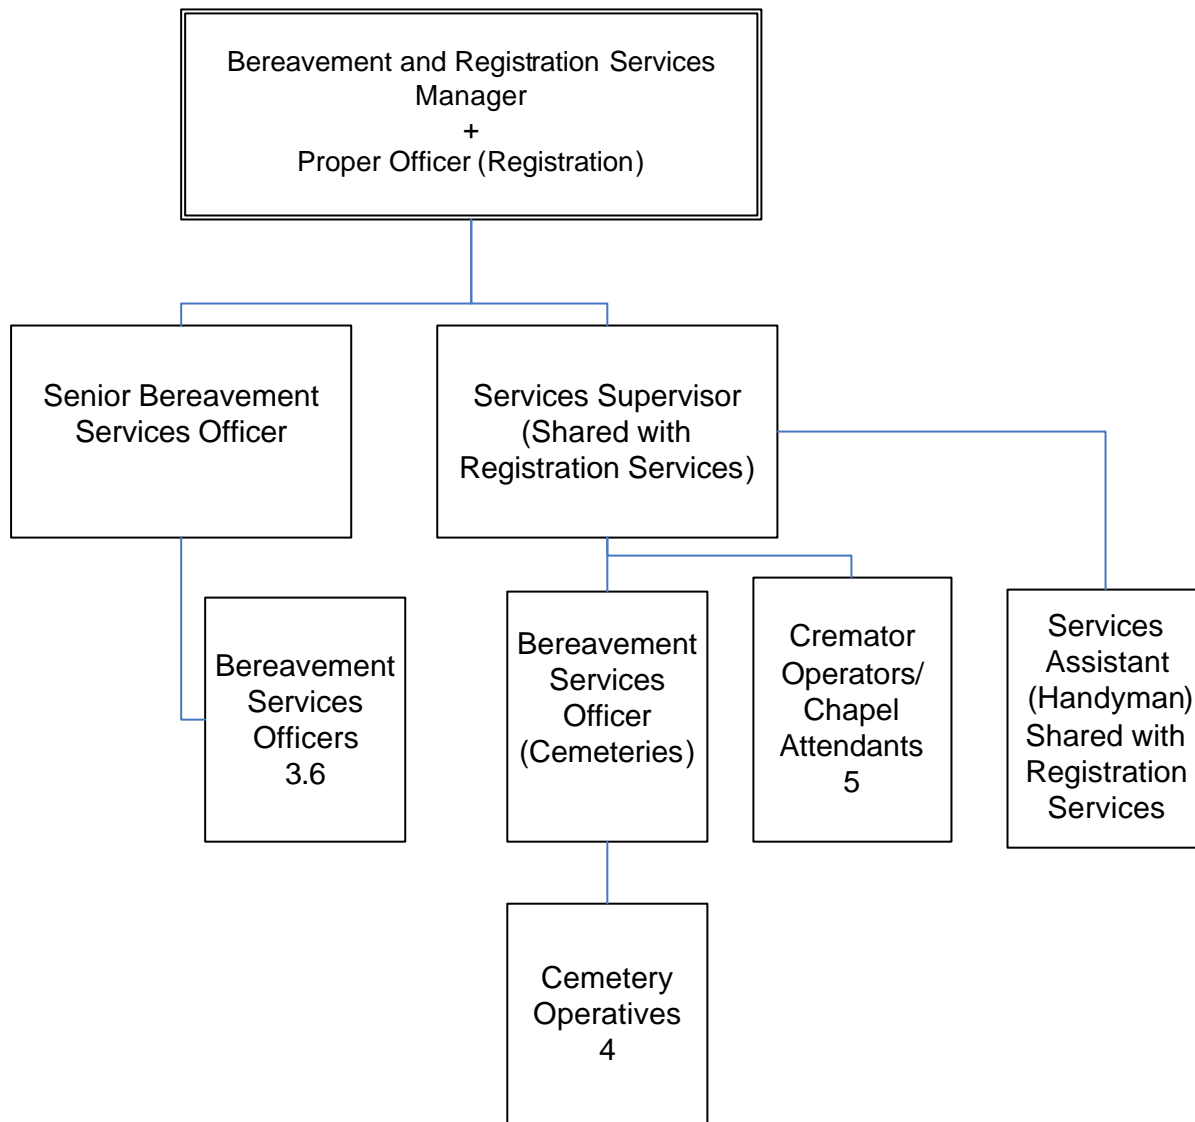 Bereavement and Registration Services
Manager
+
Proper Officer (Registration)
Senior Bereavement
Services Officer
Services Supervisor
(Shared with
Registration Services)
Bereavement
Services
Officers
3.6
Bereavement
Services
Officer
(Cemeteries)
Cremator
Operators/
Chapel
Attendants
5
Services
Assistant
(Handyman)
Shared with
Registration
Services
Cemetery
Operatives
4